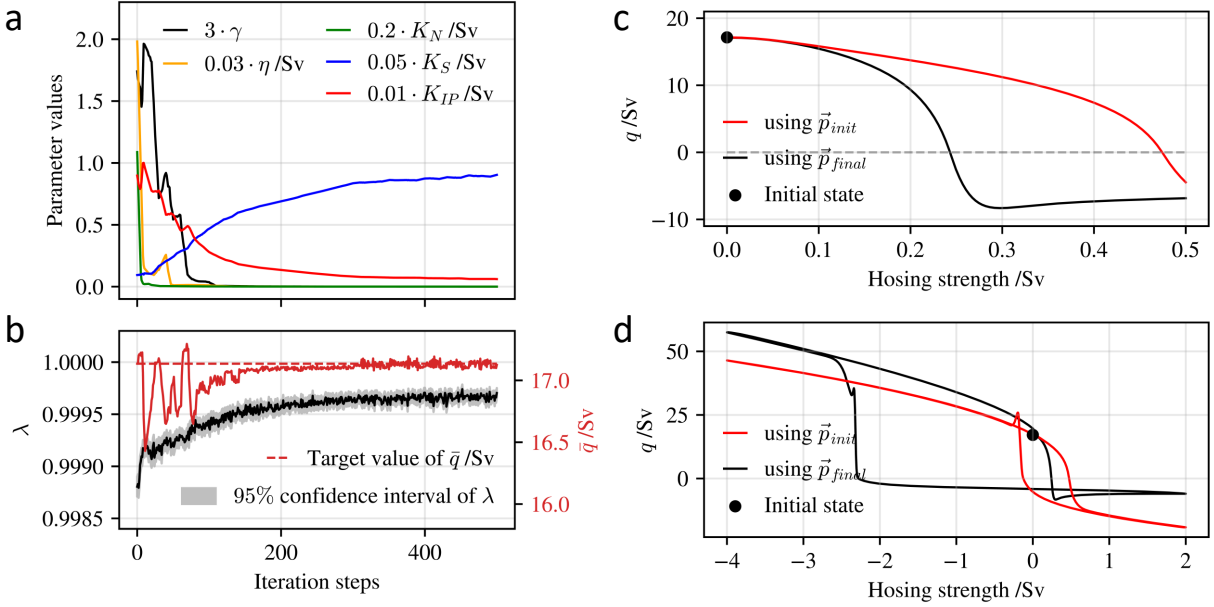 a
3 · γ
0.03 · η /Sv
0.2 · K_N /Sv
0.05 · K_S /Sv
0.01 · K_IP /Sv
Parameter values
2.0
1.5
1.0
0.5
0.0
b
1.0000
0.9995
0.9990
0.9985
λ
17.0
16.5
16.0
q̄ /Sv
Target value of q̄ /Sv
95% confidence interval of λ
0 200 400
Iteration steps
c
20
10
0
−10
q /Sv
using p⃗_init
using p⃗_final
Initial state
0.0 0.1 0.2 0.3 0.4 0.5
Hosing strength /Sv
d
50
25
0
q /Sv
using p⃗_init
using p⃗_final
Initial state
−4 −3 −2 −1 0 1 2
Hosing strength /Sv